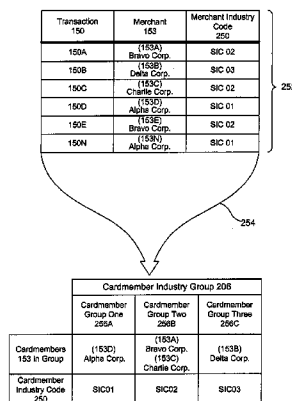 Transaction 150
Merchant 153
Merchant Industry Code 250
150A
(153A) Bravo Corp.
SIC 02
150B
(153B) Delta Corp.
SIC 03
150C
(153C) Charlie Corp.
SIC 02
150D
(153D) Alpha Corp.
SIC 01
150E
(153E) Bravo Corp.
SIC 02
150N
(153N) Alpha Corp.
SIC 01
254
Cardmember Industry Group 206
Cardmember Group One 256A
Cardmember Group Two 256B
Cardmember Group Three 256C
Cardmembers 153 in Group
(153D) Alpha Corp.
(153A) Bravo Corp.
(153C) Charlie Corp.
(153B) Delta Corp.
Cardmember Industry Code 250
SIC01
SIC02
SIC03